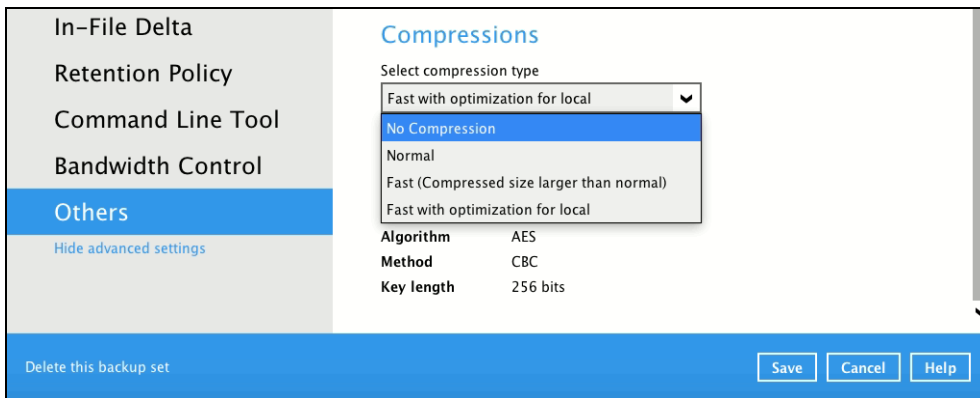 In-File Delta
Retention Policy
Command Line Tool
Bandwidth Control
Others
Hide advanced settings
Compressions
Select compression type
Fast with optimization for local
No Compression
Normal
Fast (Compressed size larger than normal)
Fast with optimization for local
Algorithm AES
Method CBC
Key length 256 bits
Delete this backup set
Save Cancel Help